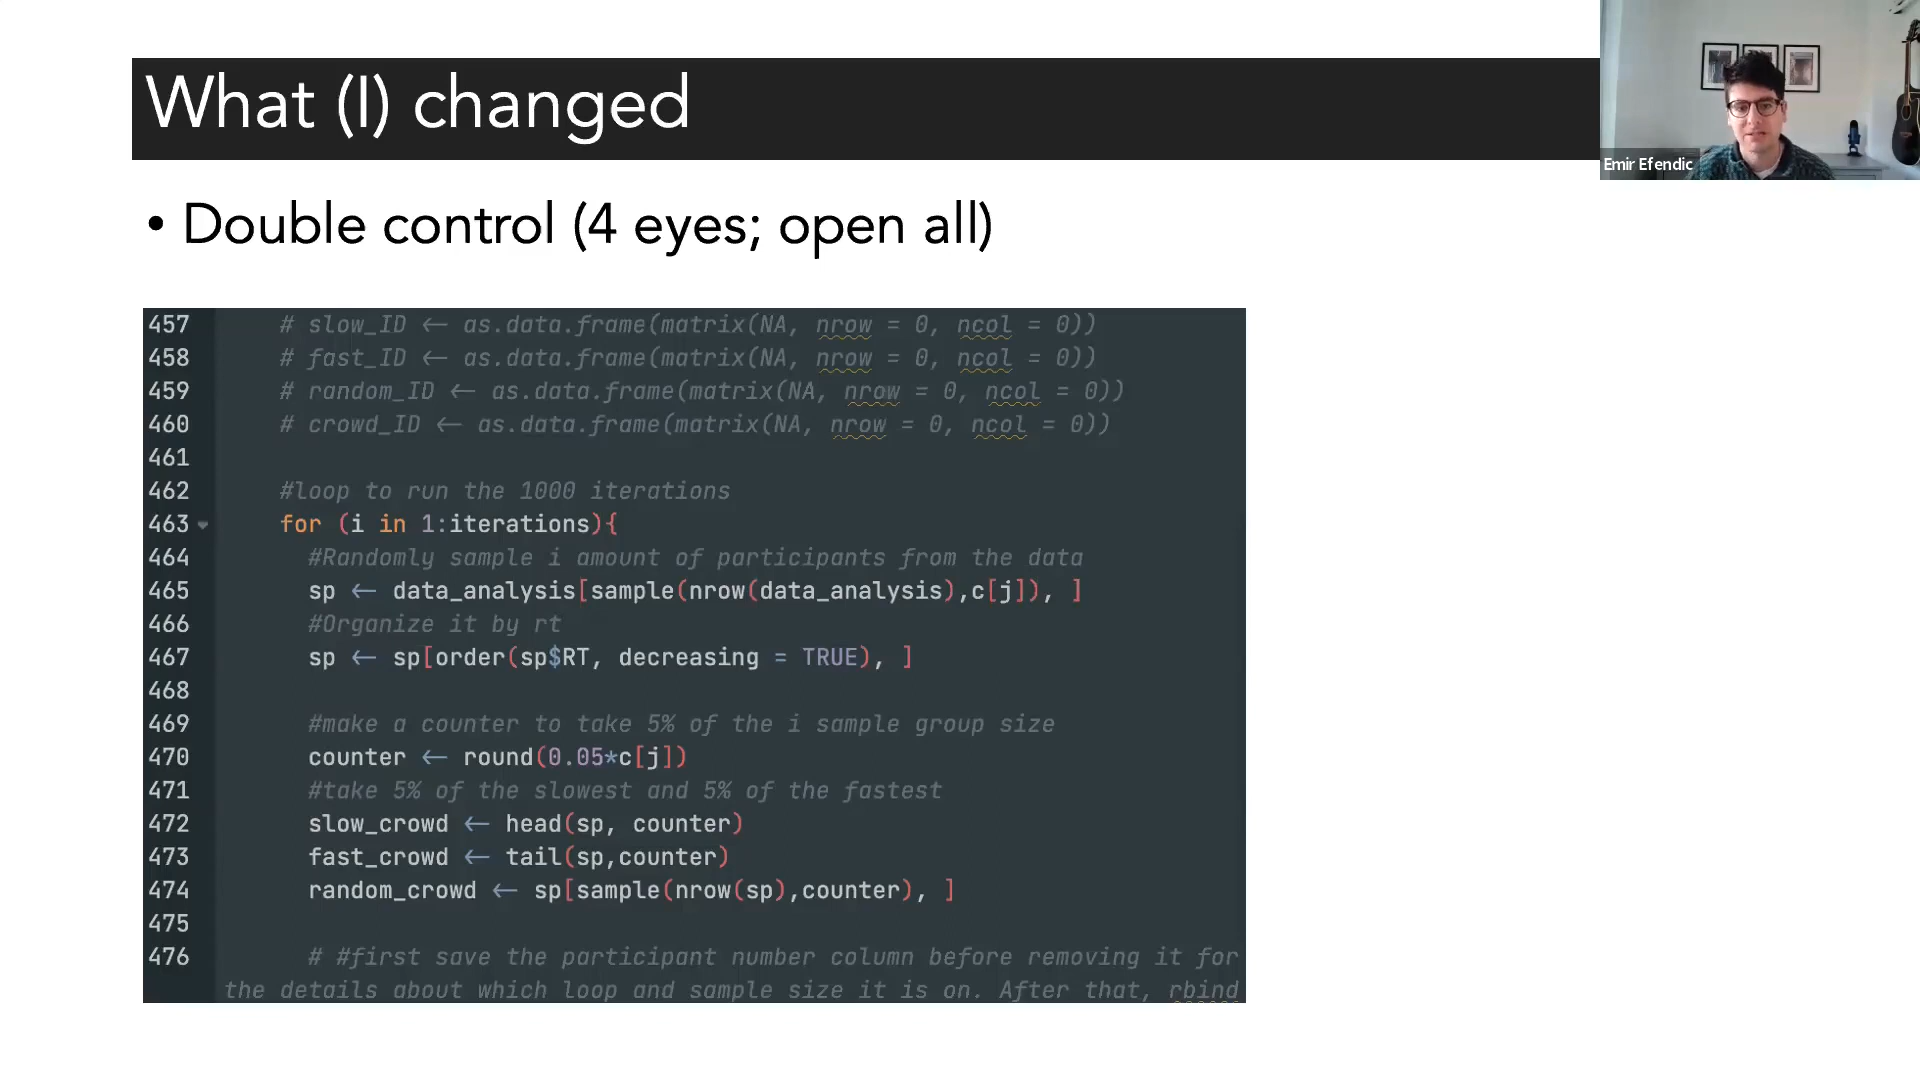 What (I) changed
Emir Efendic
• Double control (4 eyes; open all)
457 # slow_ID <- as.data.frame(matrix(NA, nrow = 0, ncol = 0))
458 # fast_ID <- as.data.frame(matrix(NA, nrow = 0, ncol = 0))
459 # random_ID <- as.data.frame(matrix(NA, nrow = 0, ncol = 0))
460 # crowd_ID <- as.data.frame(matrix(NA, nrow = 0, ncol = 0))
461
462 #loop to run the 1000 iterations
463 for (i in 1:iterations){
464 #Randomly sample i amount of participants from the data
465 sp <- data_analysis[sample(nrow(data_analysis),c[j]), ]
466 #Organize it by rt
467 sp <- sp[order(sp$RT, decreasing = TRUE), ]
468
469 #make a counter to take 5% of the i sample group size
470 counter <- round(0.05*c[j])
471 #take 5% of the slowest and 5% of the fastest
472 slow_crowd <- head(sp, counter)
473 fast_crowd <- tail(sp,counter)
474 random_crowd <- sp[sample(nrow(sp),counter), ]
475
476 # #first save the participant number column before removing it for
the details about which loop and sample size it is on. After that, rbind